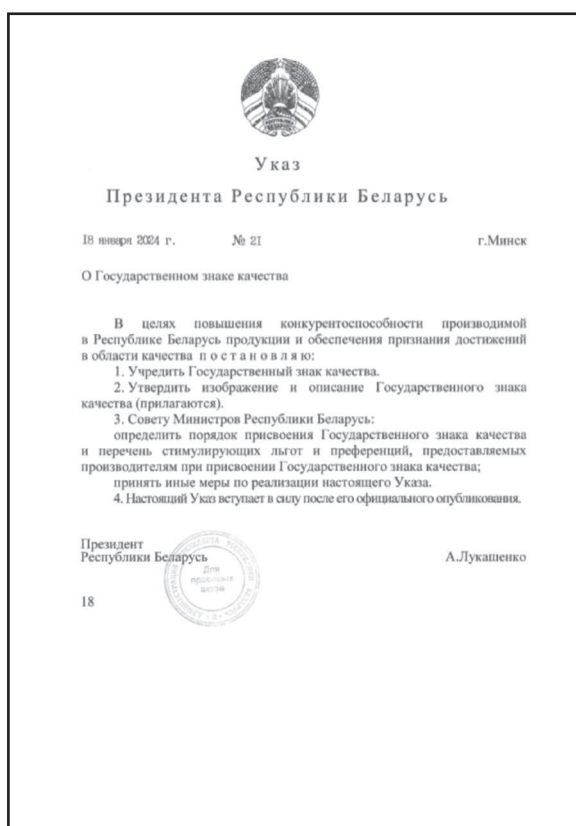 Указ
Президента Республики Беларусь
18 января 2024 г. № 21 г.Минск
О Государственном знаке качества
В целях повышения конкурентоспособности производимой
в Республике Беларусь продукции и обеспечения признания достижений
в области качества п о с т а н о в л я ю:
1. Учредить Государственный знак качества.
2. Утвердить изображение и описание Государственного знака
качества (прилагаются).
3. Совету Министров Республики Беларусь:
определить порядок присвоения Государственного знака качества
и перечень стимулирующих льгот и преференций, предоставляемых
производителям при присвоении Государственного знака качества;
принять иные меры по реализации настоящего Указа.
4. Настоящий Указ вступает в силу после его официального опубликования.
Президент
Республики Беларусь А.Лукашенко
Для
правовых
актов
18